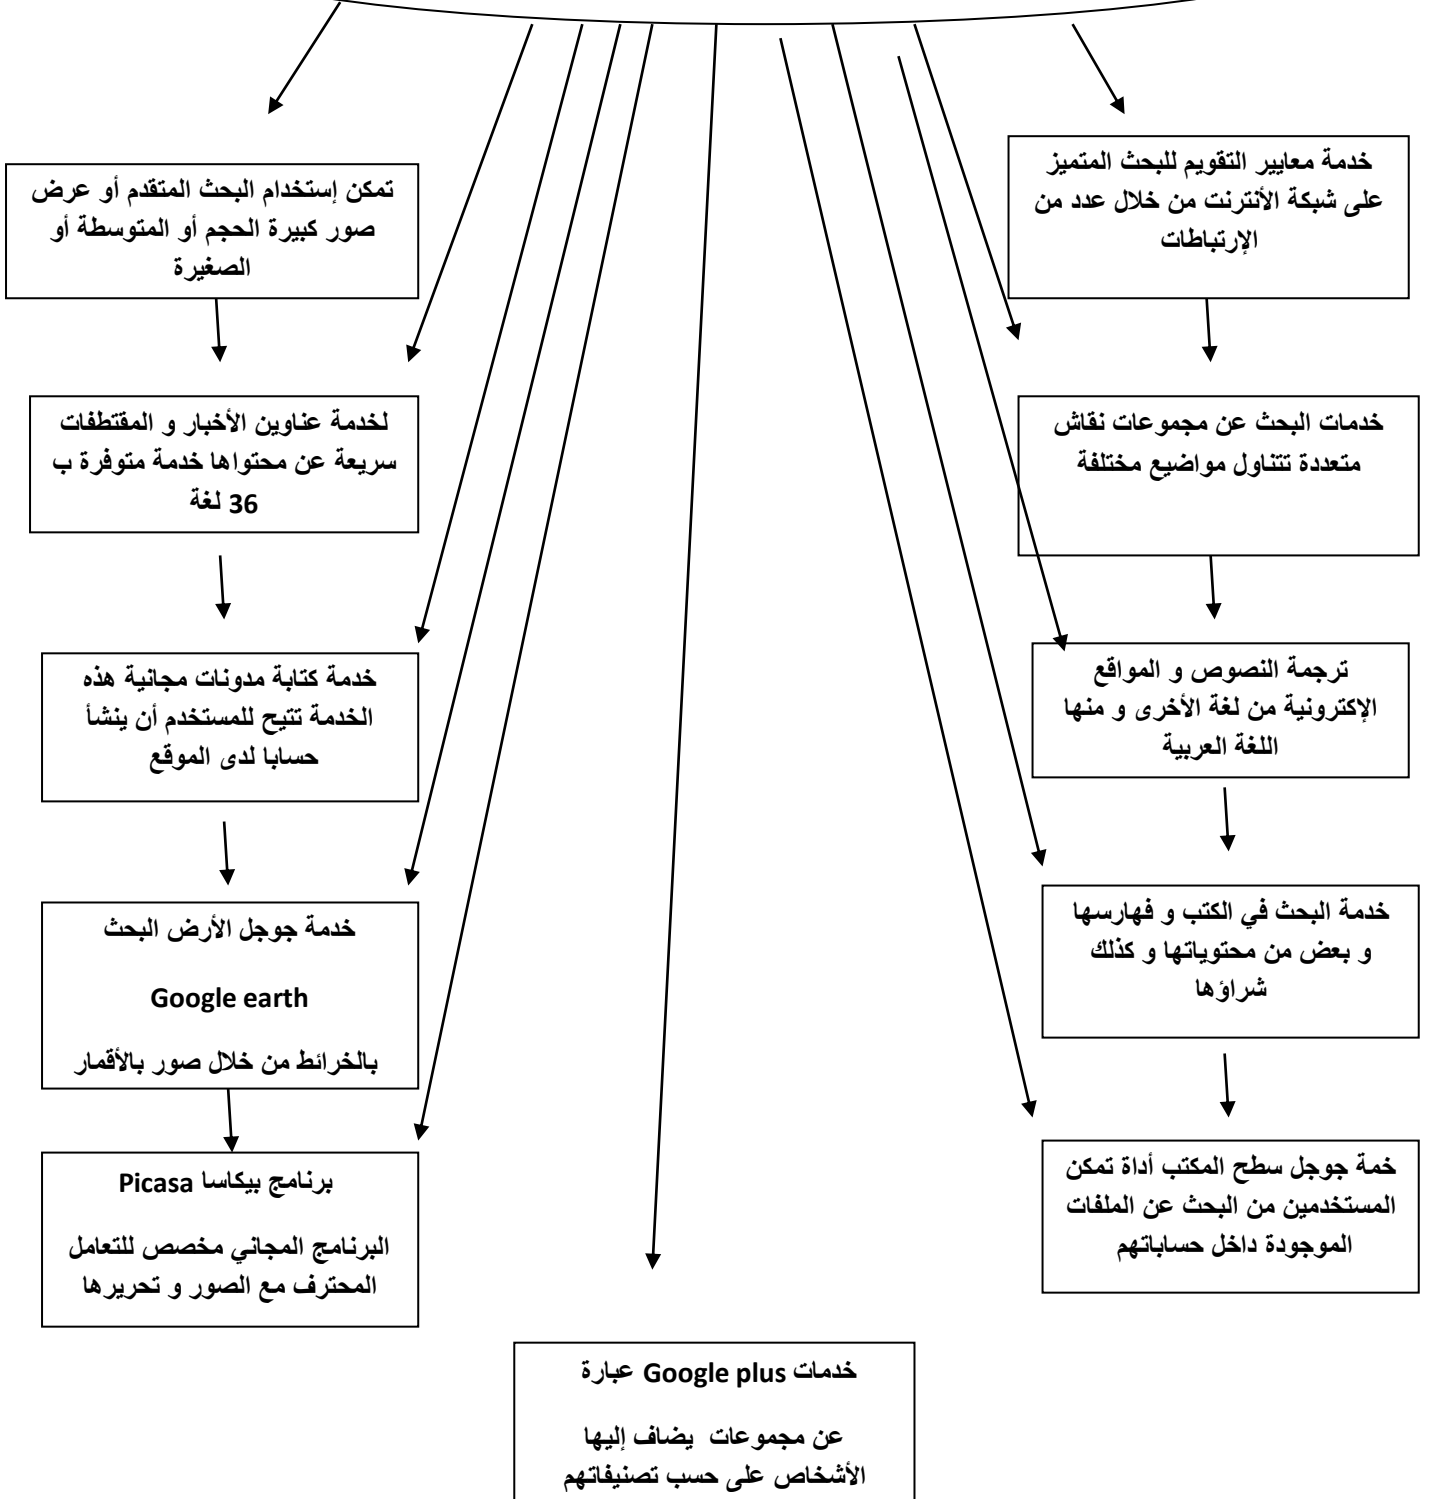 خدمة معايير التقويم للبحث المتميز
على شبكة الأنترنت من خلال عدد من
الإرتباطات
تمكن إستخدام البحث المتقدم أو عرض
صور كبيرة الحجم أو المتوسطة أو
الصغيرة
خدمات البحث عن مجموعات نقاش
متعددة تتناول مواضيع مختلفة
لخدمة عناوين الأخبار و المقتطفات
سريعة عن محتواها خدمة متوفرة ب
36 لغة
ترجمة النصوص و المواقع
الإكترونية من لغة الأخرى و منها
اللغة العربية
خدمة كتابة مدونات مجانية هذه
الخدمة تتيح للمستخدم أن ينشأ
حسابا لدى الموقع
خدمة البحث في الكتب و فهارسها
و بعض من محتوياتها و كذلك
شراؤها
خدمة جوجل الأرض البحث
Google earth
بالخرائط من خلال صور بالأقمار
خمة جوجل سطح المكتب أداة تمكن
المستخدمين من البحث عن الملفات
الموجودة داخل حساباتهم
برنامج بيكاسا Picasa
البرنامج المجاني مخصص للتعامل
المحترف مع الصور و تحريرها
خدمات Google plus عبارة
عن مجموعات يضاف إليها
الأشخاص على حسب تصنيفاتهم